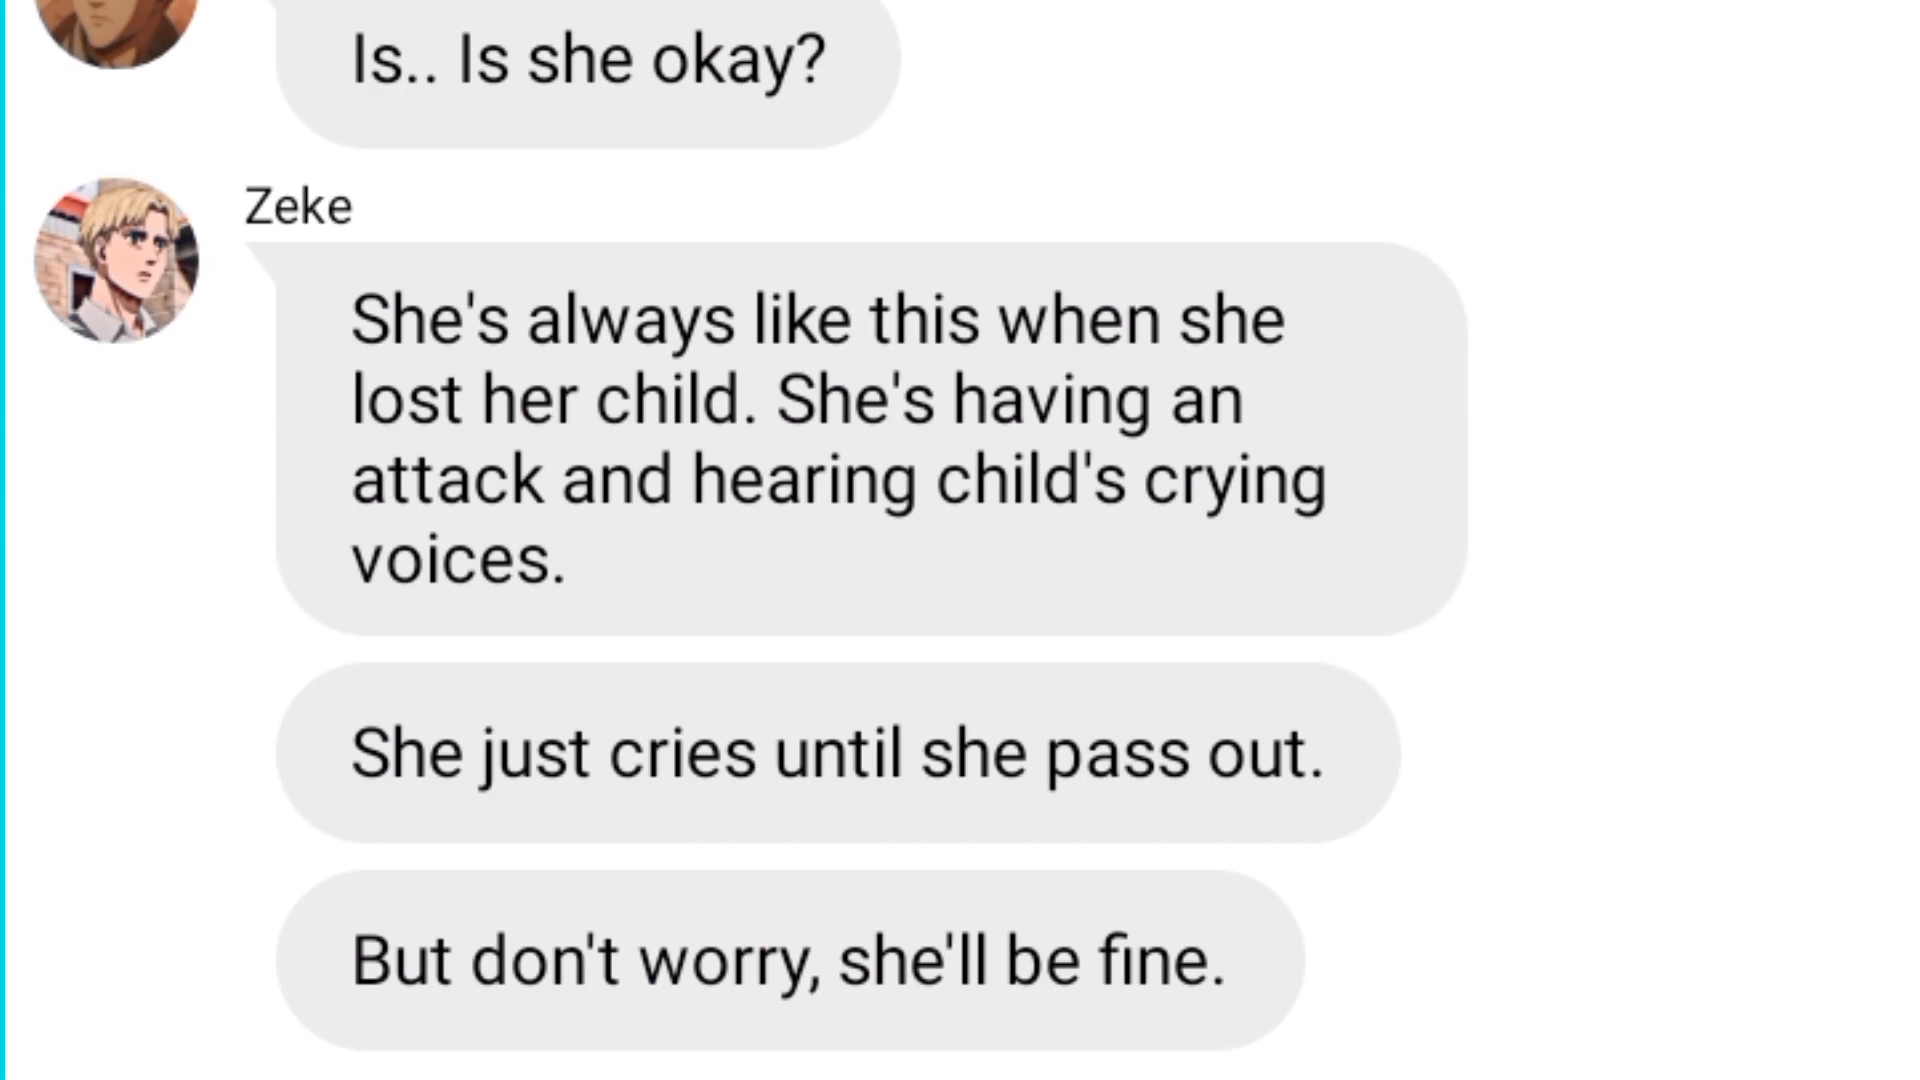 Is.. Is she okay?
Zeke
She's always like this when she
lost her child. She's having an
attack and hearing child's crying
voices.
She just cries until she pass out.
But don't worry, she'll be fine.